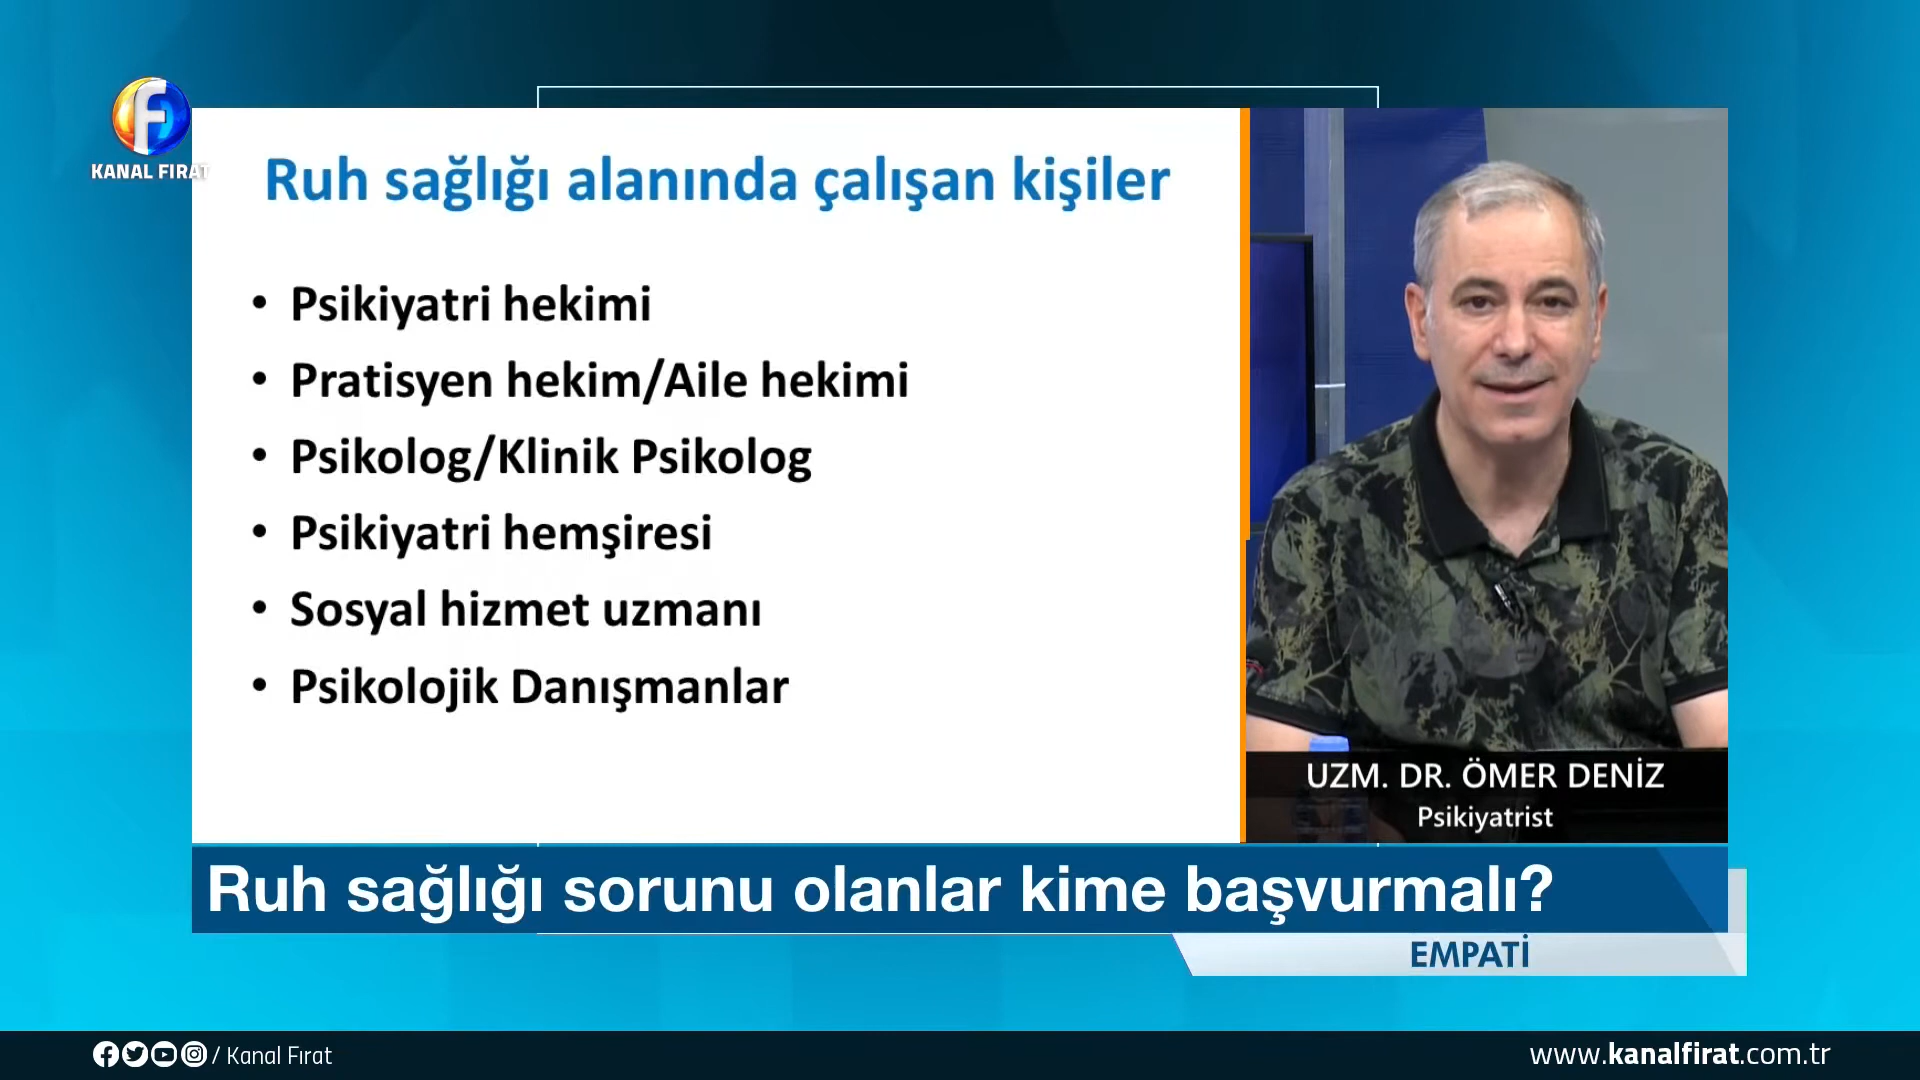 KANAL FIRAT
Ruh sağlığı alanında çalışan kişiler
• Psikiyatri hekimi
• Pratisyen hekim/Aile hekimi
• Psikolog/Klinik Psikolog
• Psikiyatri hemşiresi
• Sosyal hizmet uzmanı
• Psikolojik Danışmanlar
UZM. DR. ÖMER DENİZ
Psikiyatrist
Ruh sağlığı sorunu olanlar kime başvurmalı?
EMPATİ
/ Kanal Fırat
www.kanalfirat.com.tr